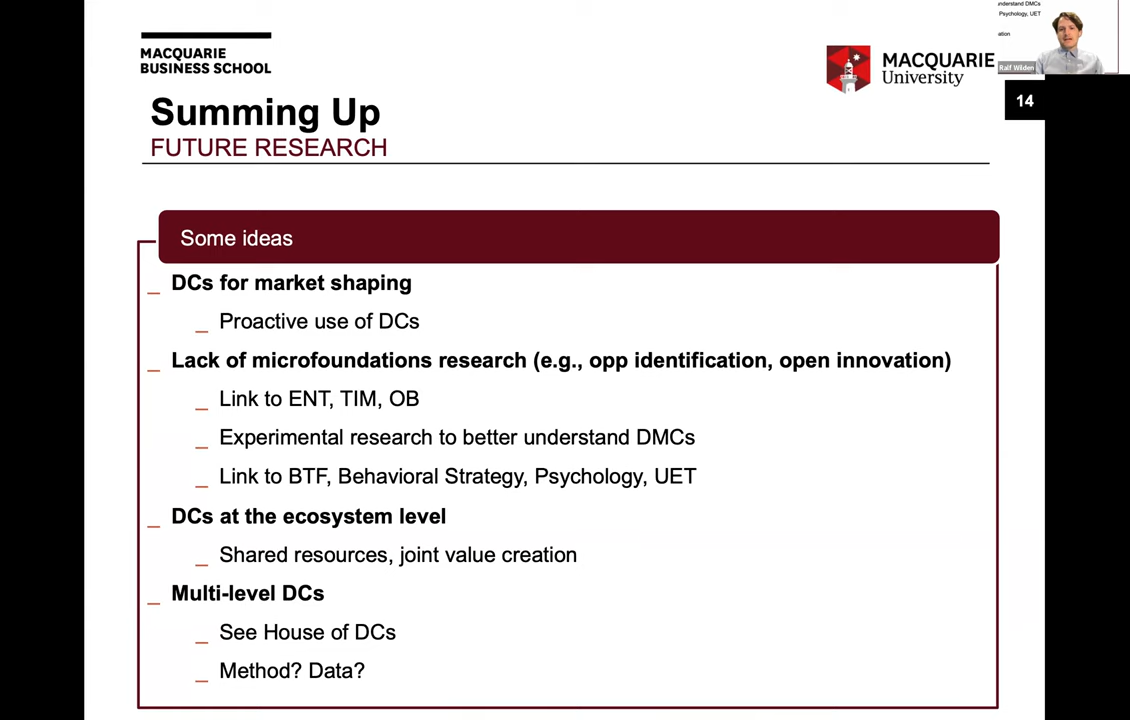 MACQUARIE
BUSINESS SCHOOL
MACQUARIE
University
understand DMCs
Psychology, UET
ation
Ralf Wilden
14
Summing Up
FUTURE RESEARCH
Some ideas
_ DCs for market shaping
_ Proactive use of DCs
_ Lack of microfoundations research (e.g., opp identification, open innovation)
_ Link to ENT, TIM, OB
_ Experimental research to better understand DMCs
_ Link to BTF, Behavioral Strategy, Psychology, UET
_ DCs at the ecosystem level
_ Shared resources, joint value creation
_ Multi-level DCs
_ See House of DCs
_ Method? Data?